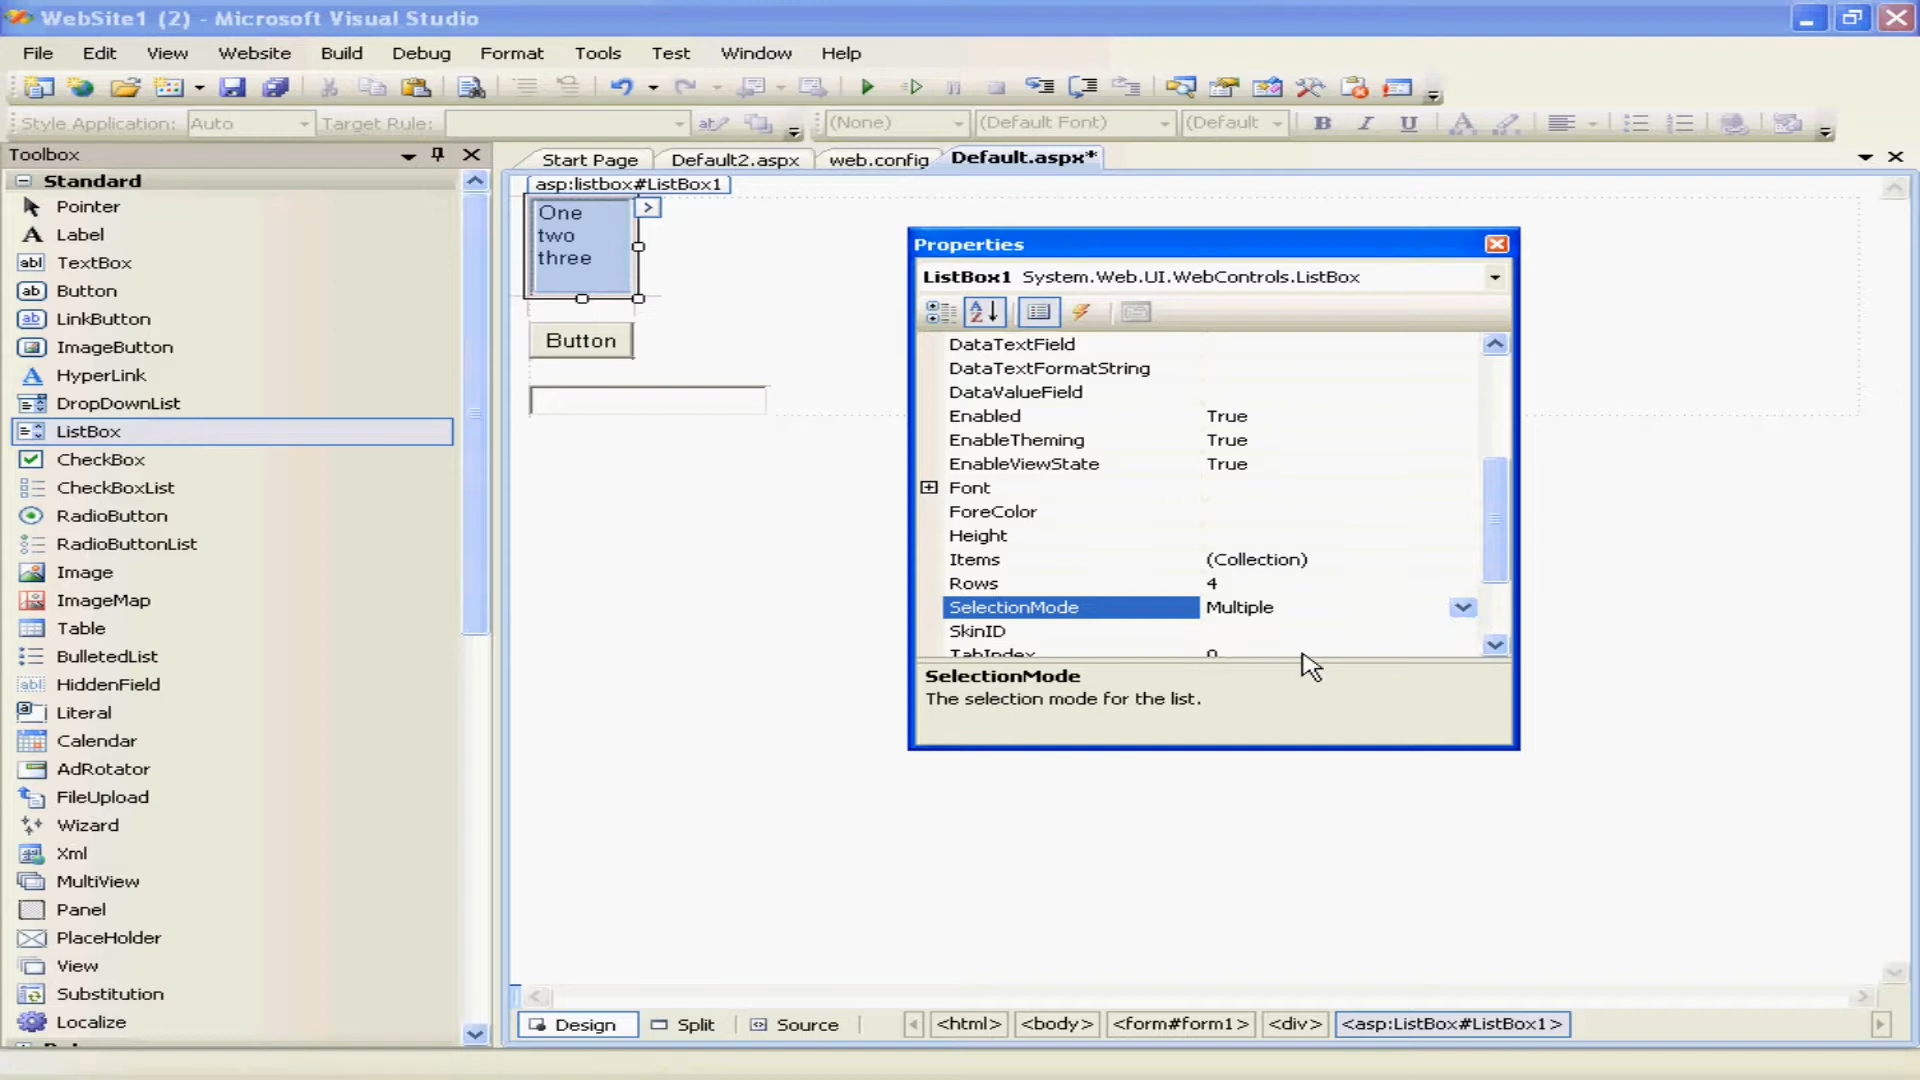 WebSite1 (2) - Microsoft Visual Studio
File Edit View Website Build Debug Format Tools Test Window Help
Style Application: Auto Target Rule: (None) (Default Font) (Default B I U
Toolbox
Start Page Default2.aspx web.config Default.aspx*
Standard
Pointer
Label
TextBox
Button
LinkButton
ImageButton
HyperLink
DropDownList
ListBox
CheckBox
CheckBoxList
RadioButton
RadioButtonList
Image
ImageMap
Table
BulletedList
HiddenField
Literal
Calendar
AdRotator
FileUpload
Wizard
Xml
MultiView
Panel
PlaceHolder
View
Substitution
Localize
asp:listbox#ListBox1
One
two
three
Button
Properties
ListBox1 System.Web.UI.WebControls.ListBox
DataTextField
DataTextFormatString
DataValueField
Enabled True
EnableTheming True
EnableViewState True
Font
ForeColor
Height
Items (Collection)
Rows 4
SelectionMode Multiple
SkinID
TabIndex 0
SelectionMode
The selection mode for the list.
Design Split Source <html> <body> <form#form1> <div> <asp:ListBox#ListBox1>